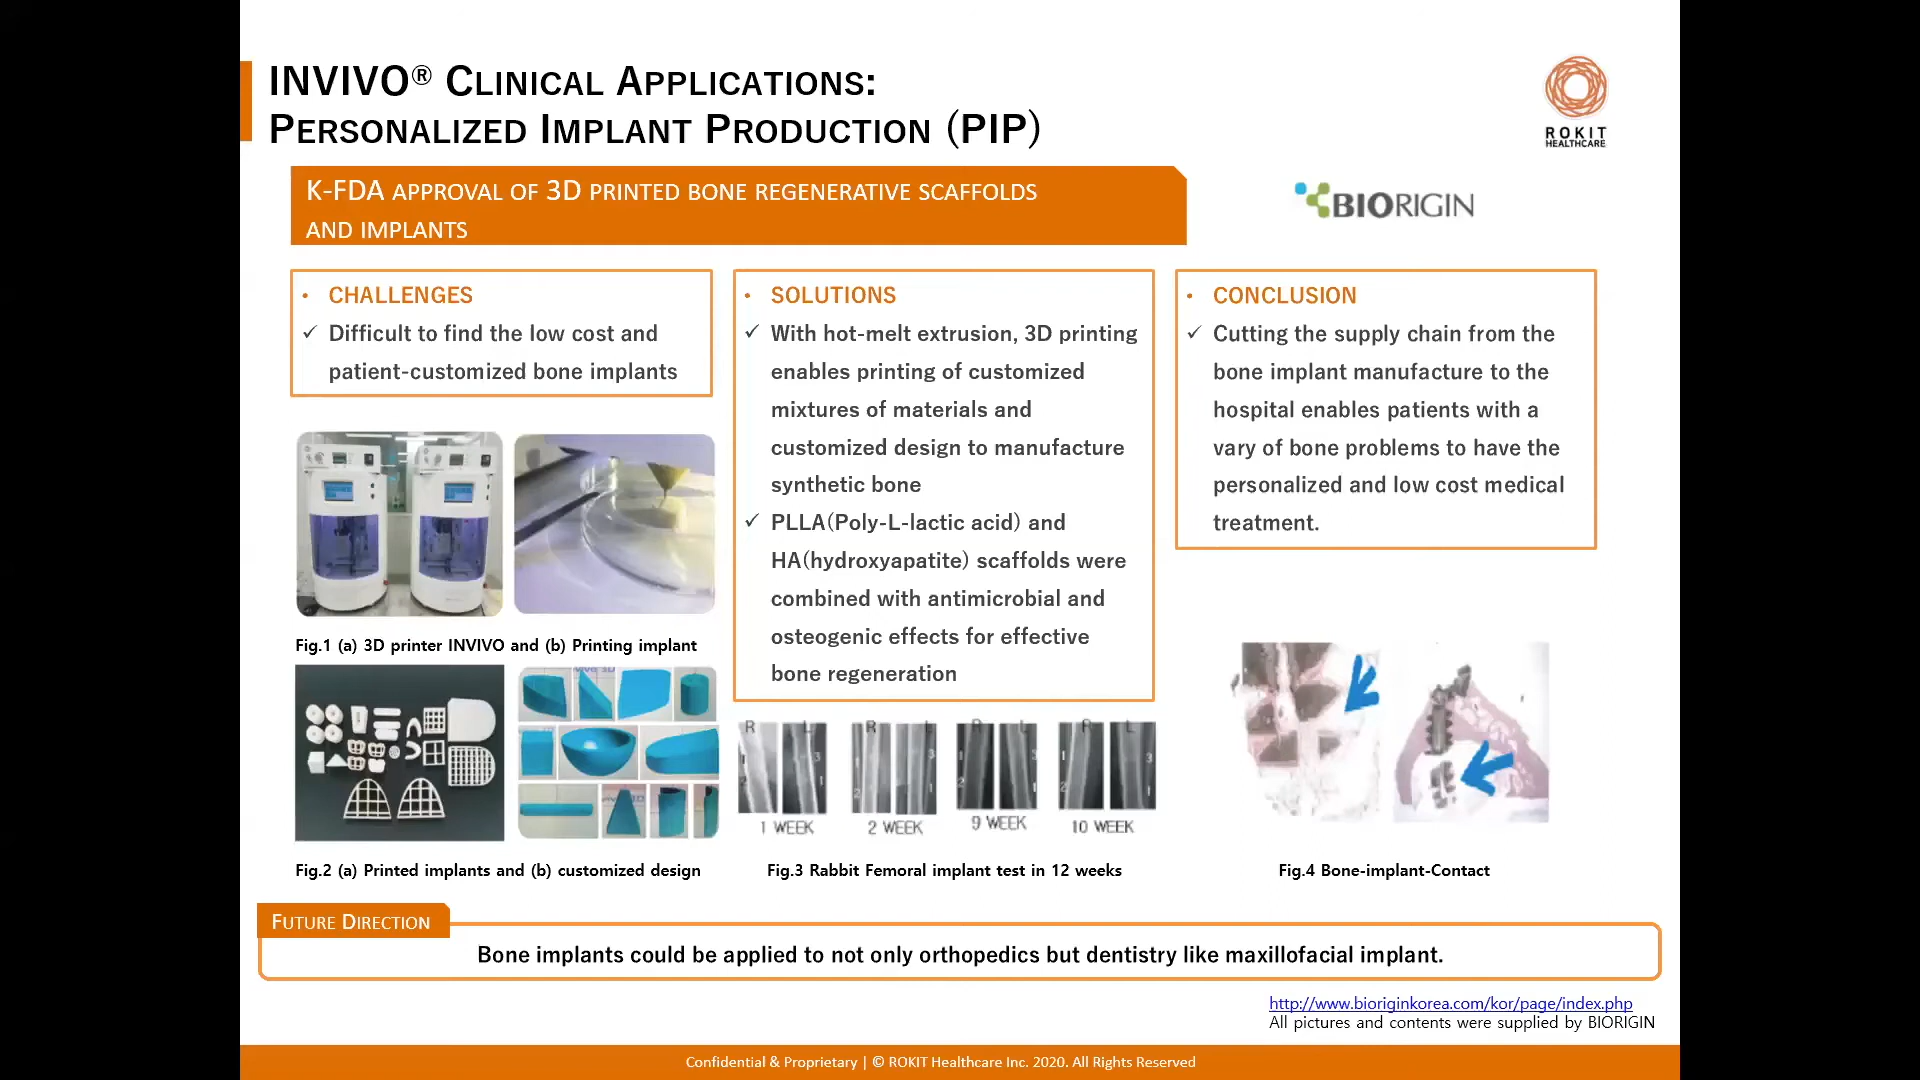 INVIVO® CLINICAL APPLICATIONS:
PERSONALIZED IMPLANT PRODUCTION (PIP)
ROKIT
HEALTHCARE
K-FDA APPROVAL OF 3D PRINTED BONE REGENERATIVE SCAFFOLDS
AND IMPLANTS
BIORIGIN
• CHALLENGES
✓ Difficult to find the low cost and
patient-customized bone implants
Fig.1 (a) 3D printer INVIVO and (b) Printing implant
Fig.2 (a) Printed implants and (b) customized design
• SOLUTIONS
✓ With hot-melt extrusion, 3D printing
enables printing of customized
mixtures of materials and
customized design to manufacture
synthetic bone
✓ PLLA(Poly-L-lactic acid) and
HA(hydroxyapatite) scaffolds were
combined with antimicrobial and
osteogenic effects for effective
bone regeneration
R L R L R L R L
1 WEEK 2 WEEK 9 WEEK 10 WEEK
Fig.3 Rabbit Femoral implant test in 12 weeks
• CONCLUSION
✓ Cutting the supply chain from the
bone implant manufacture to the
hospital enables patients with a
vary of bone problems to have the
personalized and low cost medical
treatment.
Fig.4 Bone-implant-Contact
FUTURE DIRECTION
Bone implants could be applied to not only orthopedics but dentistry like maxillofacial implant.
http://www.bioriginkorea.com/kor/page/index.php
All pictures and contents were supplied by BIORIGIN
Confidential & Proprietary | © ROKIT Healthcare Inc. 2020. All Rights Reserved